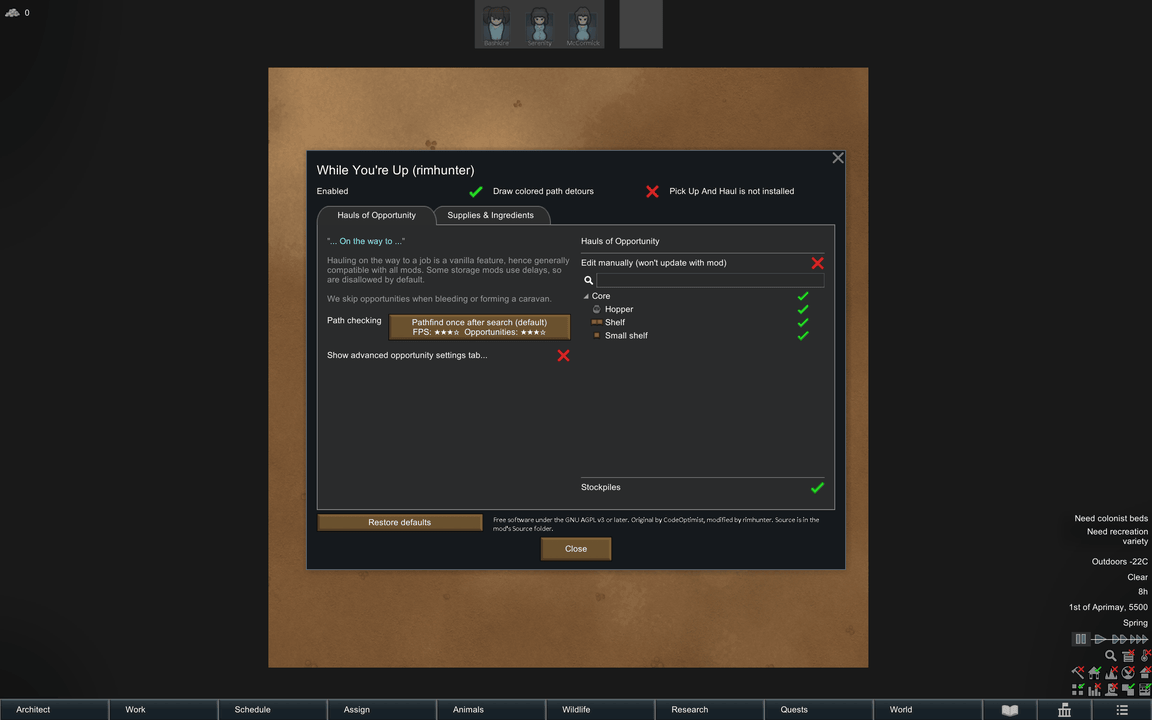 0
Bashfire
Serenity
McCormick
While You're Up (rimhunter)
Enabled
Draw colored path detours
Pick Up And Haul is not installed
Hauls of Opportunity
Supplies & Ingredients
"... On the way to ..."
Hauling on the way to a job is a vanilla feature, hence generally
compatible with all mods. Some storage mods use delays, so
are disallowed by default.
We skip opportunities when bleeding or forming a caravan.
Path checking
Pathfind once after search (default)
FPS: ★★★☆ Opportunities: ★★★☆
Show advanced opportunity settings tab...
Hauls of Opportunity
Edit manually (won't update with mod)
Core
Hopper
Shelf
Small shelf
Stockpiles
Restore defaults
Free software under the GNU AGPL v3 or later. Original by CodeOptimist, modified by rimhunter. Source is in the
mod's Source folder.
Close
Need colonist beds
Need recreation
variety
Outdoors -22C
Clear
8h
1st of Aprimay, 5500
Spring
Architect
Work
Schedule
Assign
Animals
Wildlife
Research
Quests
World